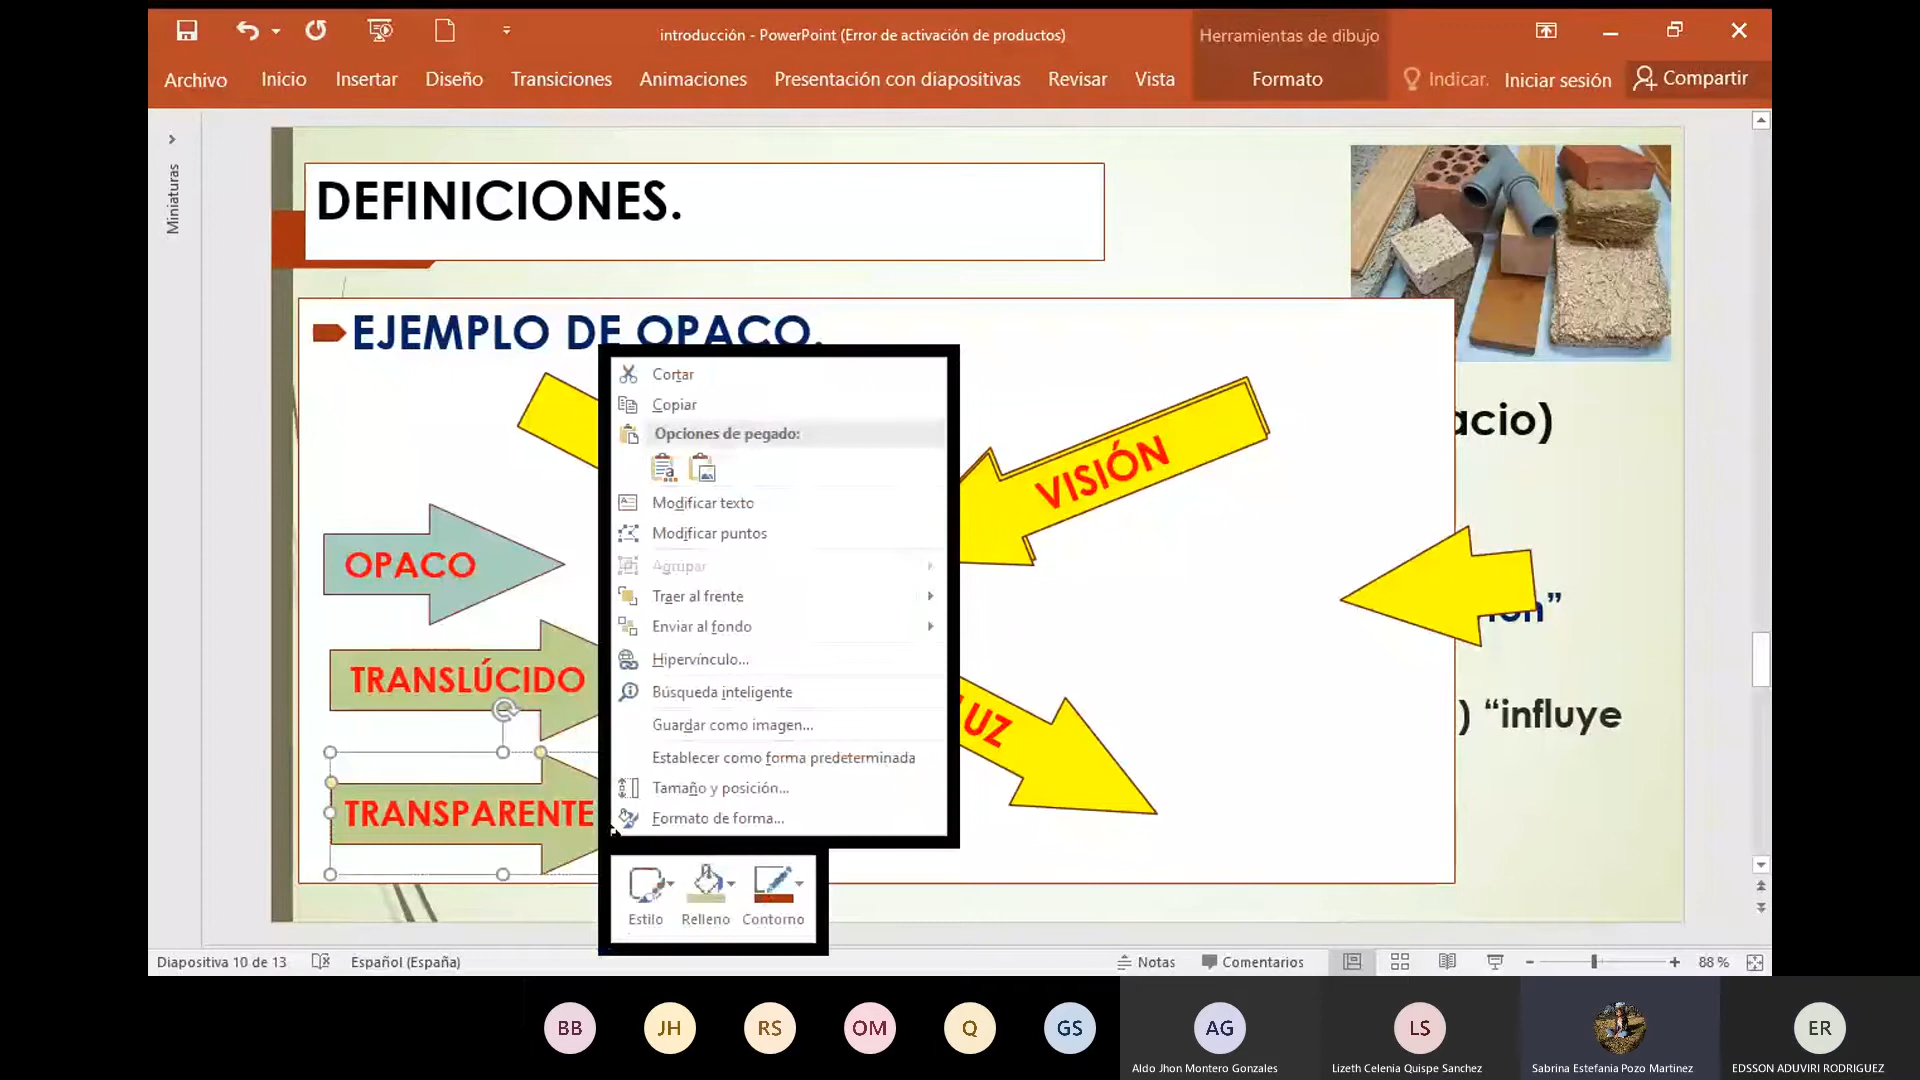 introducción - PowerPoint (Error de activación de productos)
Herramientas de dibujo
Archivo
Inicio
Insertar
Diseño
Transiciones
Animaciones
Presentación con diapositivas
Revisar
Vista
Formato
Indicar.
Iniciar sesión
Compartir
Miniaturas
DEFINICIONES.
EJEMPLO DE OPACO.
acio)
VISIÓN
OPACO
TRANSLÚCIDO
TRANSPARENTE
LUZ
ión”
) “influye
Cortar
Copiar
Opciones de pegado:
Modificar texto
Modificar puntos
Agrupar
Traer al frente
Enviar al fondo
Hipervínculo...
Búsqueda inteligente
Guardar como imagen...
Establecer como forma predeterminada
Tamaño y posición...
Formato de forma...
Estilo
Relleno
Contorno
Diapositiva 10 de 13
Español (España)
Notas
Comentarios
88 %
BB
JH
RS
OM
Q
GS
AG
LS
ER
Aldo Jhon Montero Gonzales
Lizeth Celenia Quispe Sanchez
Sabrina Estefania Pozo Martinez
EDSSON ADUVIRI RODRIGUEZ